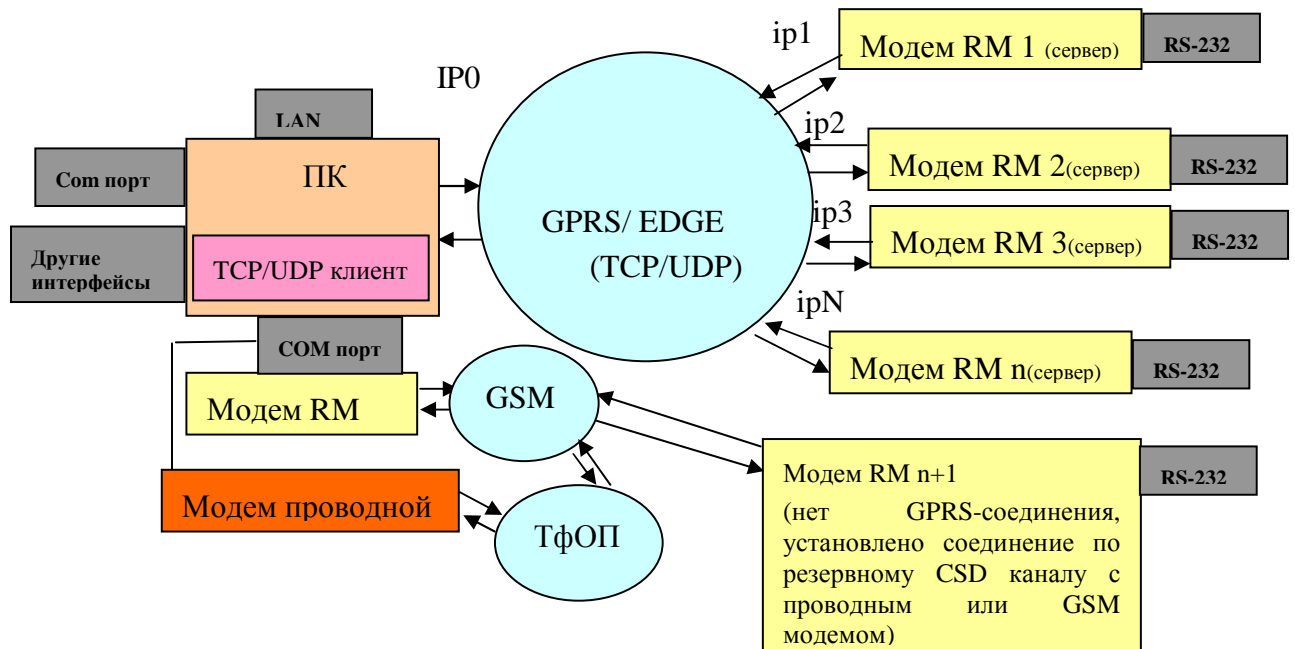 ip1
Модем RM 1 (сервер)
RS-232
IP0
LAN
ip2
Com порт
ПК
Модем RM 2(сервер)
RS-232
ip3
GPRS/ EDGE
(TCP/UDP)
Модем RM 3(сервер)
RS-232
Другие
интерфейсы
TCP/UDP клиент
ipN
COM порт
Модем RM n(сервер)
RS-232
Модем RM
GSM
Модем RM n+1
RS-232
(нет GPRS-соединения,
установлено соединение по
резервному CSD каналу с
проводным или GSM
модемом)
Модем проводной
ТфОП